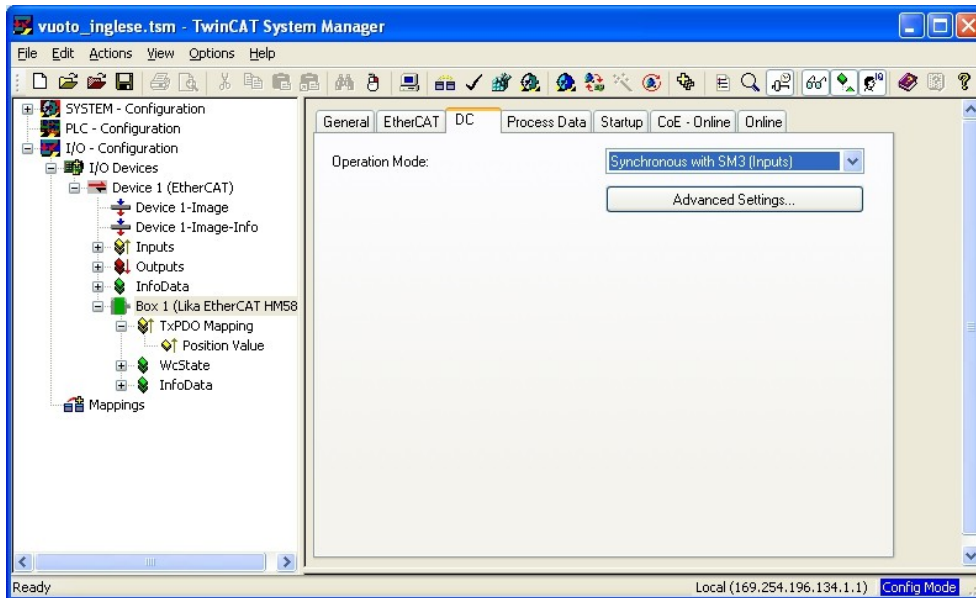 vuoto_inglese.tsm - TwinCAT System Manager
File Edit Actions View Options Help
SYSTEM - Configuration
PLC - Configuration
I/O - Configuration
I/O Devices
Device 1 (EtherCAT)
Device 1-Image
Device 1-Image-Info
Inputs
Outputs
InfoData
Box 1 (Lika EtherCAT HM58
TxPDO Mapping
Position Value
WcState
InfoData
Mappings
General EtherCAT DC Process Data Startup CoE - Online Online
Operation Mode: Synchronous with SM3 (Inputs)
Advanced Settings...
Ready Local (169.254.196.134.1.1) Config Mode